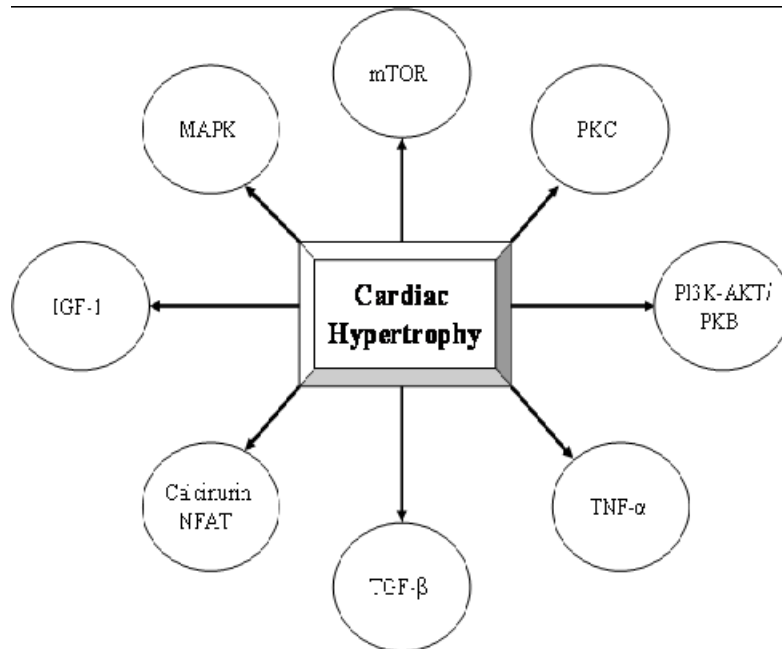 mTOR
MAPK
PKC
IGF-1
Cardiac
Hypertrophy
PI3K-AKT/
PKB
Calcinurin
NFAT
TNF-α
TGF-β